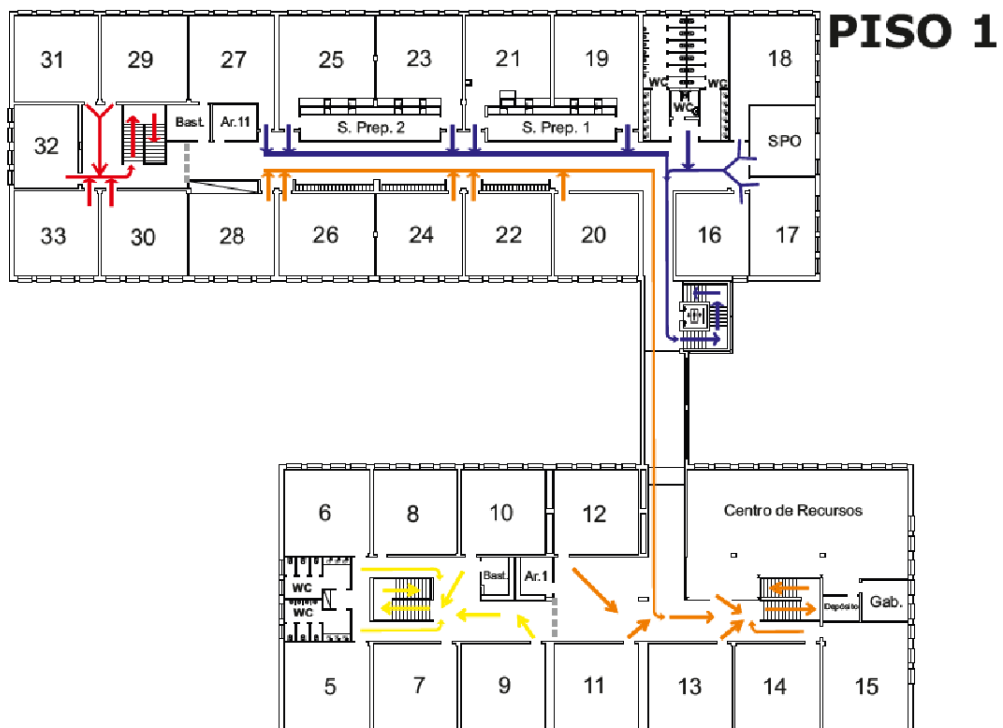 PISO 1
31
29
27
25
23
21
19
18
WC
WC
WC
32
Bast.
Ar.11
S. Prep. 2
S. Prep. 1
SPO
33
30
28
26
24
22
20
16
17
6
8
10
12
Centro de Recursos
WC
WC
Bast.
Ar.1
Depósito
Gab.
5
7
9
11
13
14
15